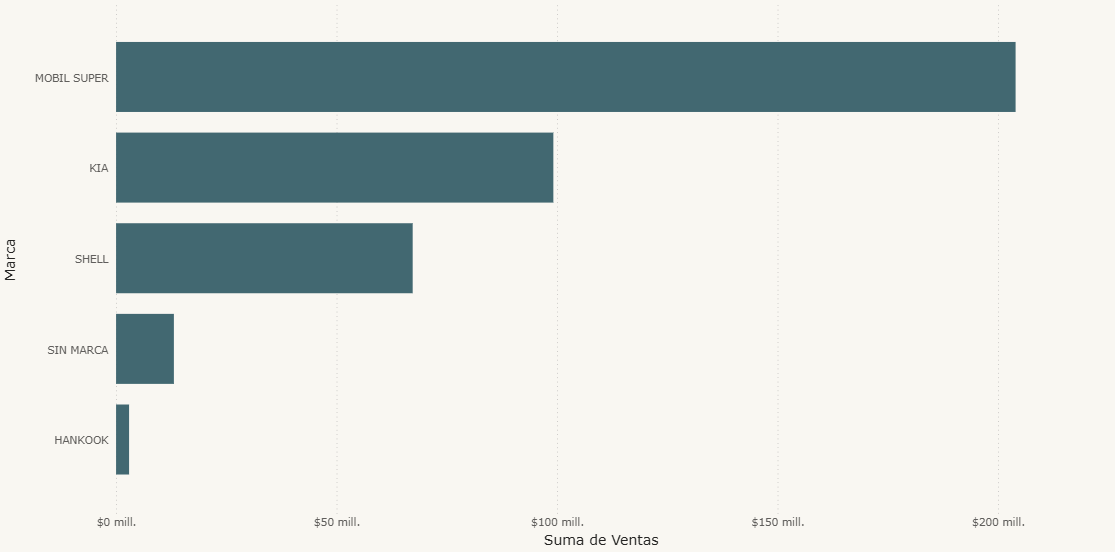 MOBIL SUPER
KIA
SHELL
SIN MARCA
HANKOOK
Marca
$0 mill.
$50 mill.
$100 mill.
$150 mill.
$200 mill.
Suma de Ventas